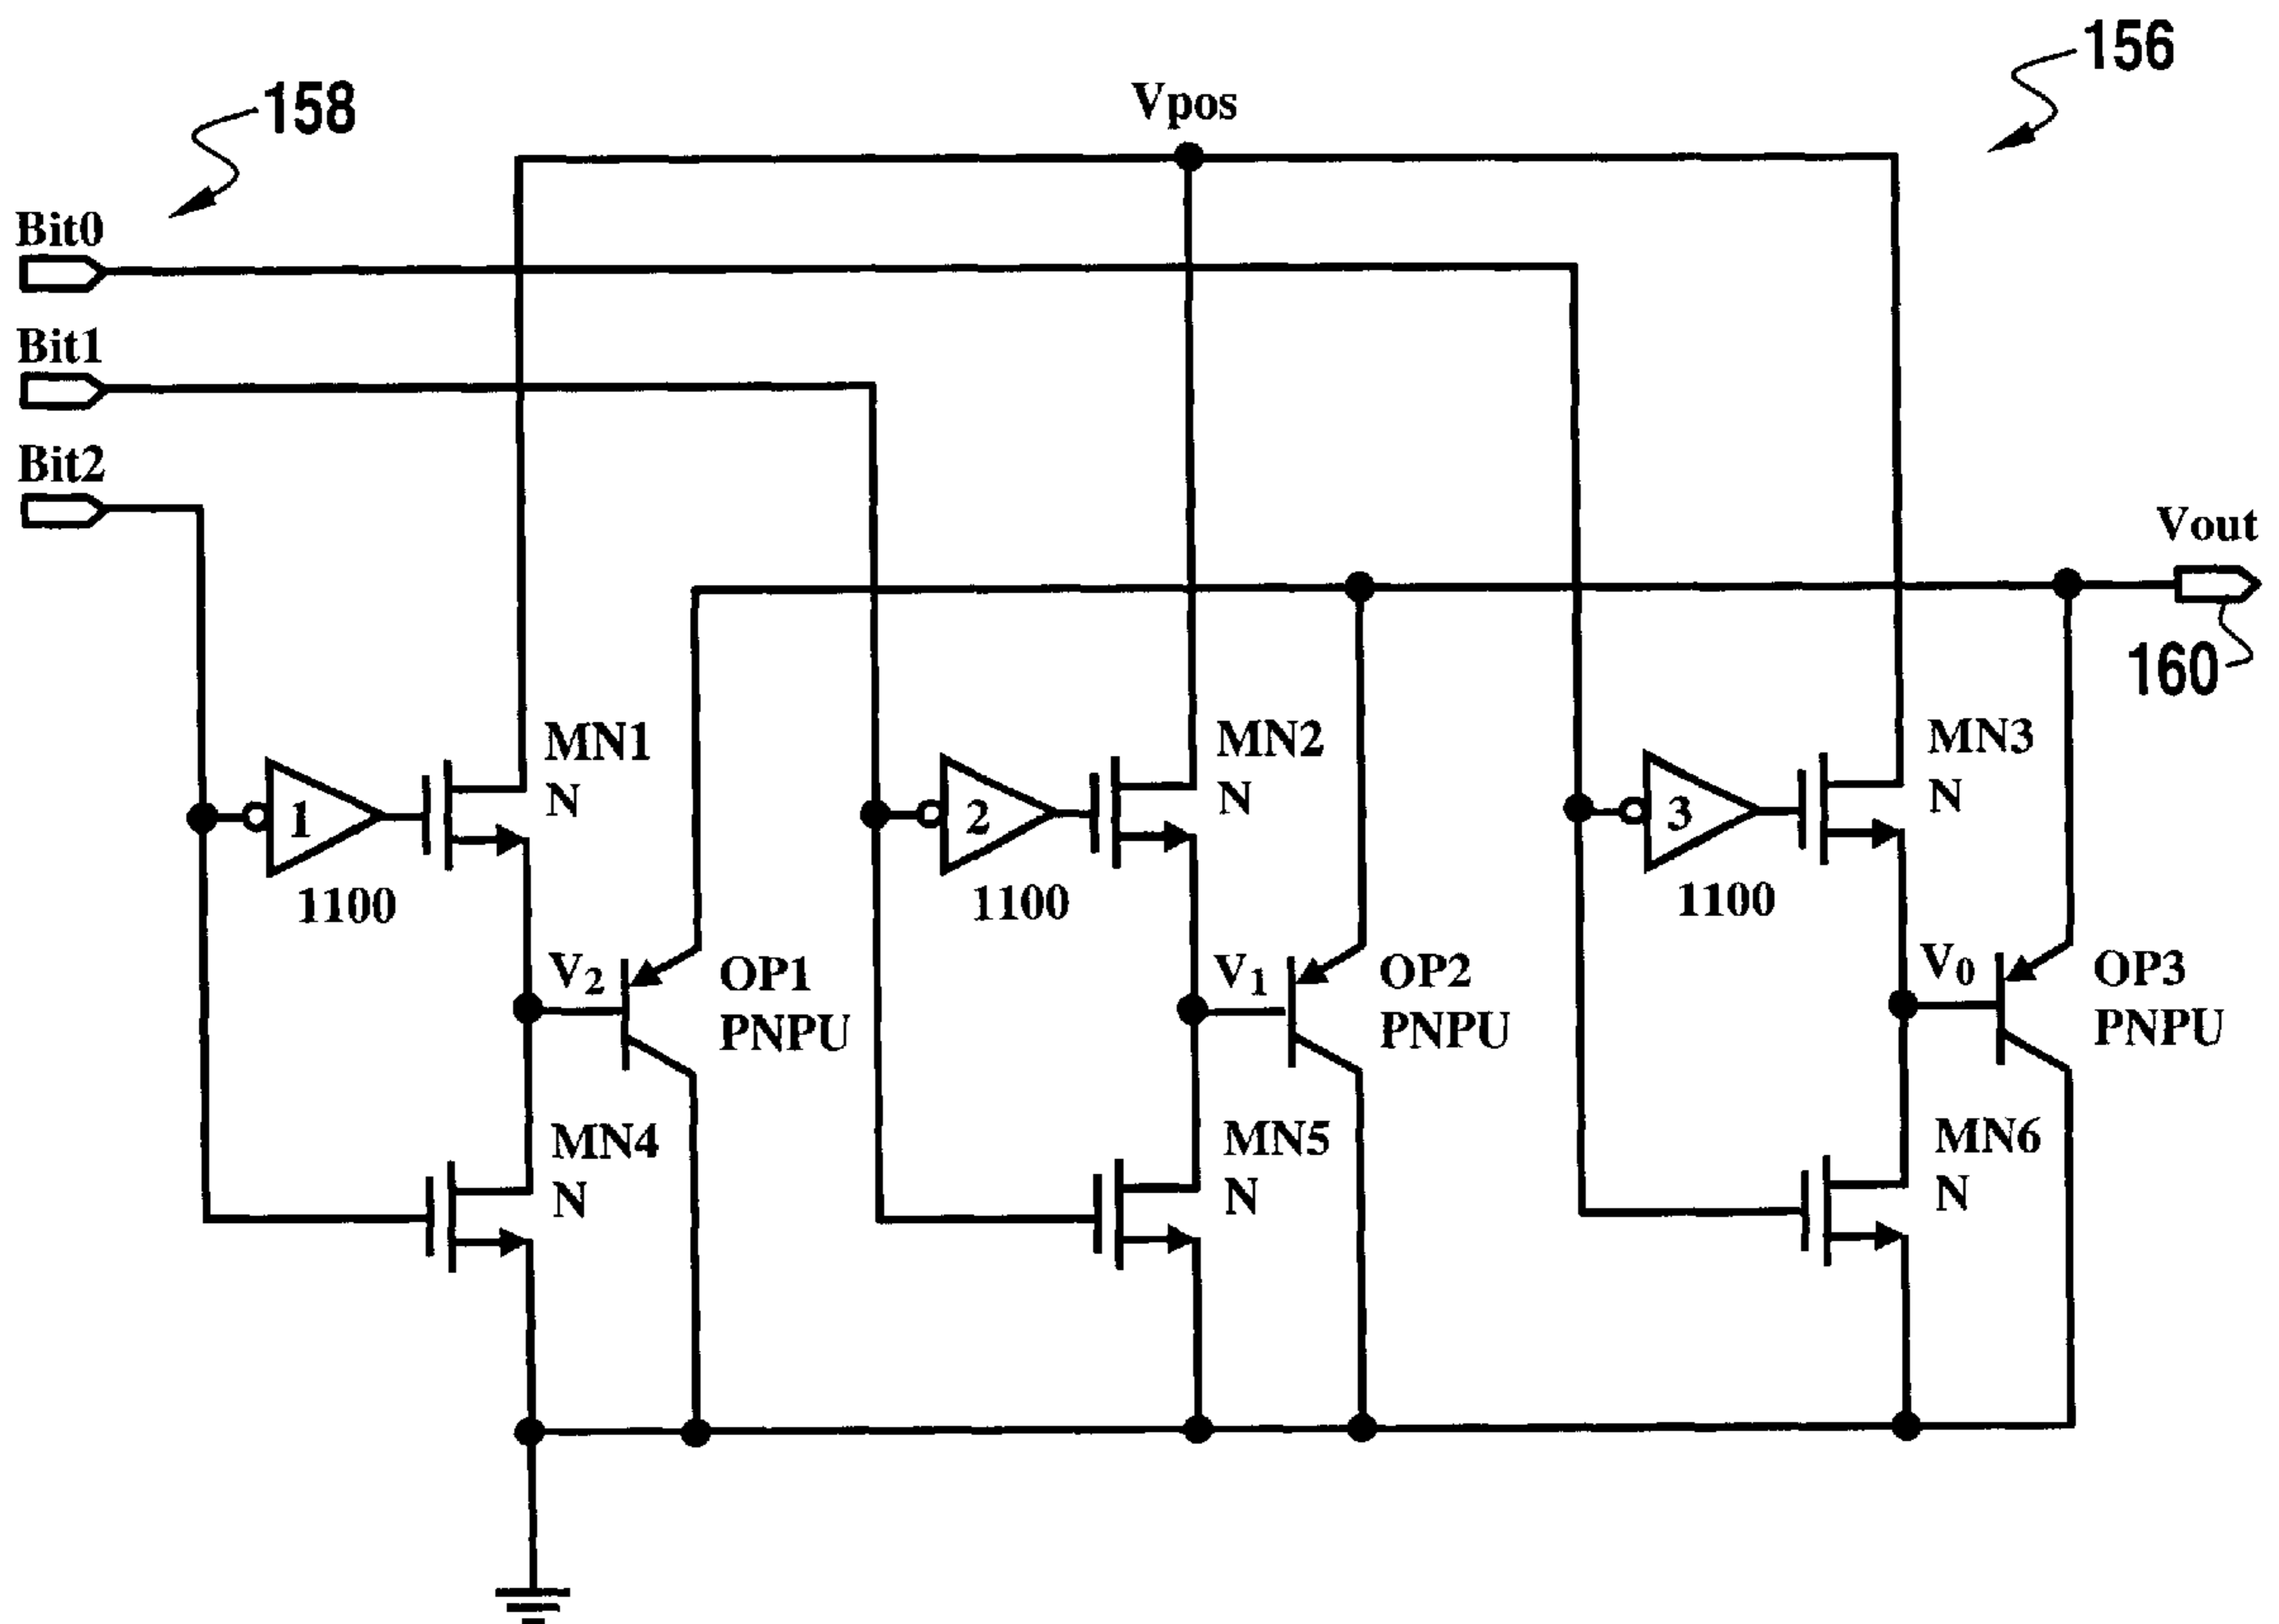 156
158
Vpos
Bit0
Bit1
Bit2
Vout
160
MN1
N
MN2
N
MN3
N
1
2
3
1100
1100
1100
V2
OP1
PNPU
V1
OP2
PNPU
V0
OP3
PNPU
MN4
N
MN5
N
MN6
N